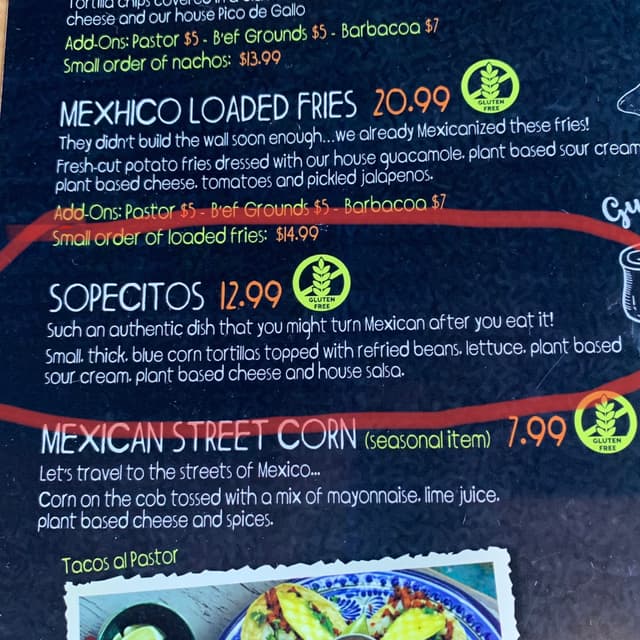 cheese and our house Pico de Gallo
Add-Ons: Pastor $5 - B'ef Grounds $5 - Barbacoa $7
Small order of nachos: $13.99
MEXHICO LOADED FRIES 20.99
GLUTEN FREE
They didn't build the wall soon enough...we already Mexicanized these fries!
Fresh-cut potato fries dressed with our house guacamole, plant based sour cream
plant based cheese, tomatoes and pickled jalapenos.
Add-Ons: Pastor $5 - B'ef Grounds $5 - Barbacoa $7
Small order of loaded fries: $14.99
SOPECITOS 12.99
GLUTEN FREE
Such an authentic dish that you might turn Mexican after you eat it!
Small, thick, blue corn tortillas topped with refried beans, lettuce, plant based
sour cream, plant based cheese and house salsa.
MEXICAN STREET CORN (seasonal item) 7.99
GLUTEN FREE
Let's travel to the streets of Mexico...
Corn on the cob tossed with a mix of mayonnaise, lime juice,
plant based cheese and spices.
Tacos al Pastor